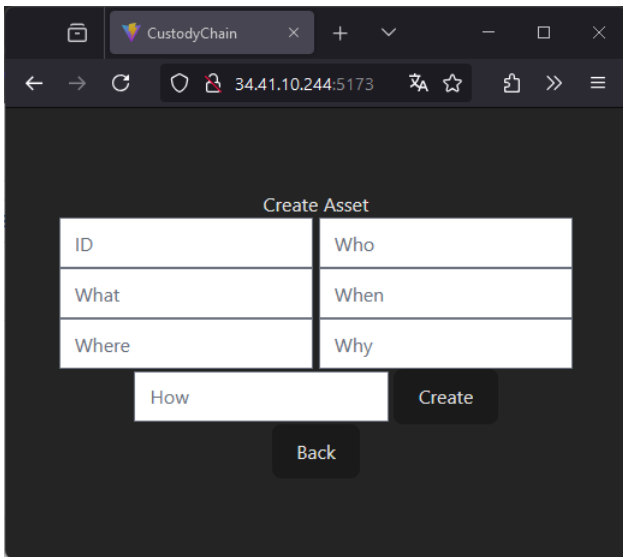 CustodyChain
34.41.10.244:5173
Create Asset
ID Who
What When
Where Why
How Create
Back